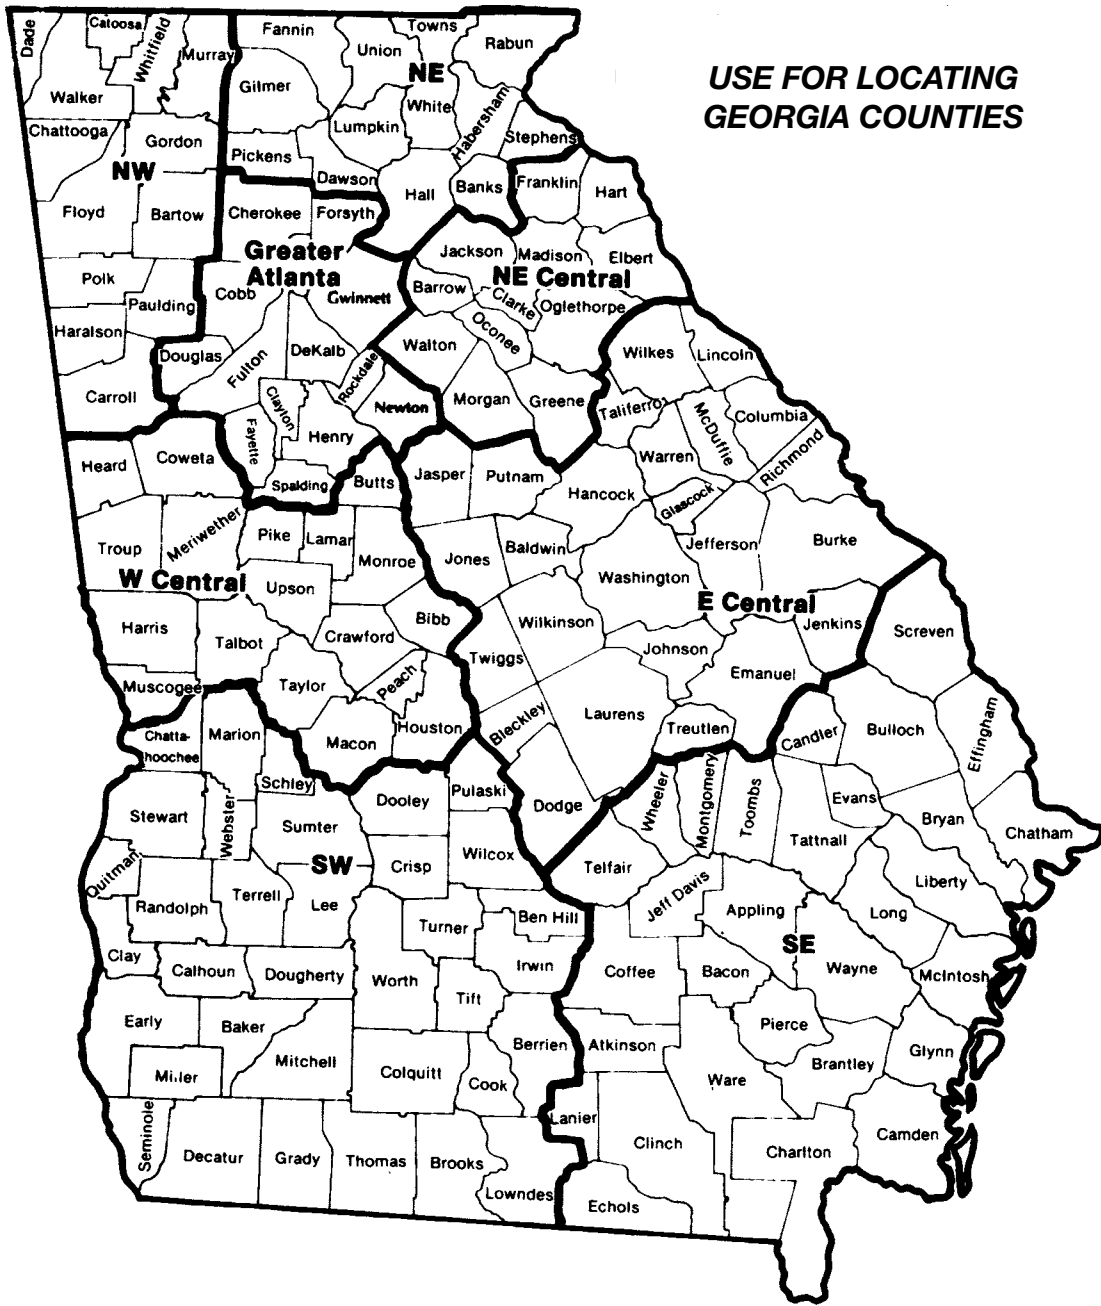 USE FOR LOCATING
GEORGIA COUNTIES
Dade
Catoosa
Whitfield
Murray
Walker
Chattooga
Gordon
NW
Floyd
Bartow
Polk
Paulding
Haralson
Carroll
Fannin
Union
Towns
Rabun
NE
Gilmer
White
Lumpkin
Habersham
Stephens
Pickens
Dawson
Hall
Banks
Franklin
Hart
Cherokee
Forsyth
Greater
Atlanta
Cobb
Gwinnett
Douglas
Fulton
DeKalb
Rockdale
Clayton
Newton
Fayette
Henry
Spalding
Jackson
Madison
Elbert
NE Central
Barrow
Clarke
Oglethorpe
Oconee
Walton
Morgan
Greene
Wilkes
Lincoln
Taliferro
McDuffie
Columbia
Warren
Richmond
Jasper
Putnam
Hancock
Glascock
Jones
Baldwin
Jefferson
Burke
Washington
E Central
Wilkinson
Jenkins
Twiggs
Johnson
Emanuel
Bleckley
Laurens
Treutlen
Dodge
Heard
Coweta
Butts
Meriwether
Pike
Lamar
Monroe
Troup
W Central
Upson
Harris
Talbot
Crawford
Bibb
Muscogee
Taylor
Peach
Macon
Houston
Chatta-
hoochee
Marion
Schley
Stewart
Webster
Sumter
Dooley
Pulaski
SW
Crisp
Wilcox
Quitman
Randolph
Terrell
Lee
Turner
Ben Hill
Clay
Calhoun
Dougherty
Worth
Irwin
Tift
Early
Baker
Mitchell
Berrien
Miller
Colquitt
Cook
Seminole
Decatur
Grady
Thomas
Brooks
Lowndes
Screven
Candler
Bulloch
Effingham
Wheeler
Montgomery
Toombs
Evans
Tattnall
Bryan
Chatham
Telfair
Jeff Davis
Appling
Liberty
Long
SE
Coffee
Bacon
Wayne
McIntosh
Pierce
Atkinson
Ware
Brantley
Glynn
Lanier
Clinch
Charlton
Camden
Echols